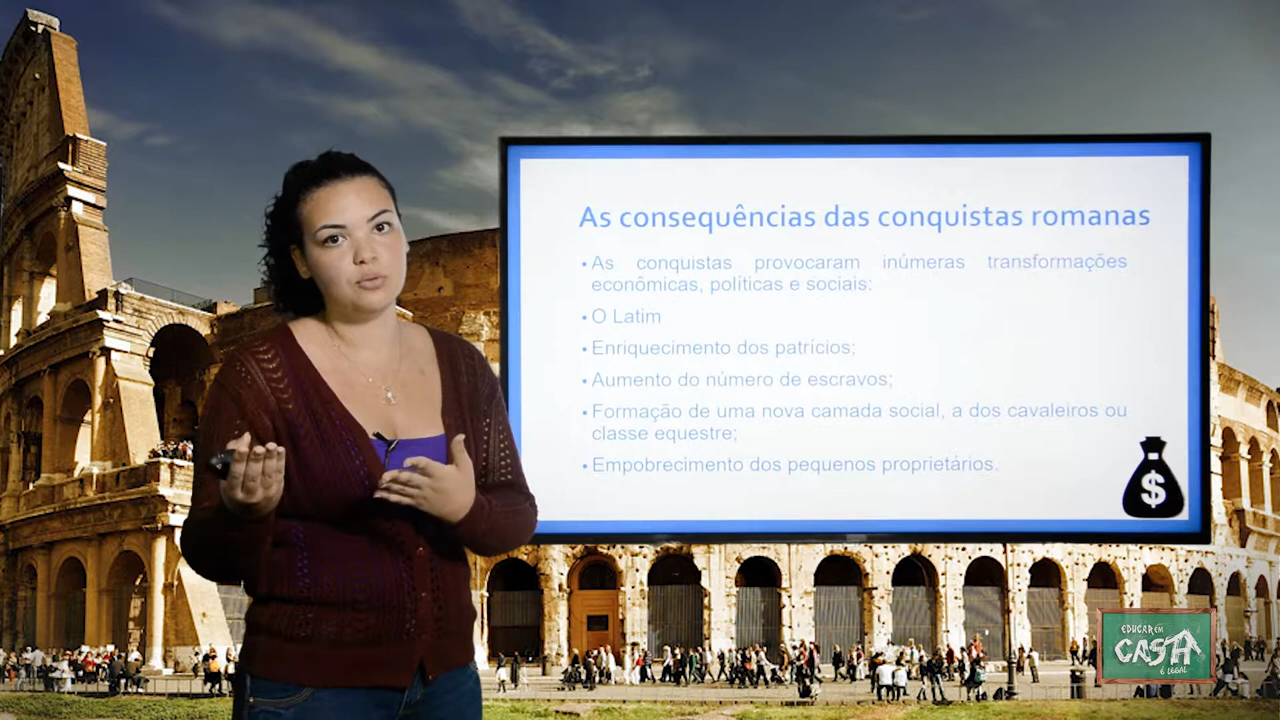 As consequências das conquistas romanas
• As conquistas provocaram inúmeras transformações
econômicas, políticas e sociais:
• O Latim
• Enriquecimento dos patrícios;
• Aumento do número de escravos;
• Formação de uma nova camada social, a dos cavaleiros ou
classe equestre;
• Empobrecimento dos pequenos proprietários.
$
EDUCAR EM
CASA
É LEGAL